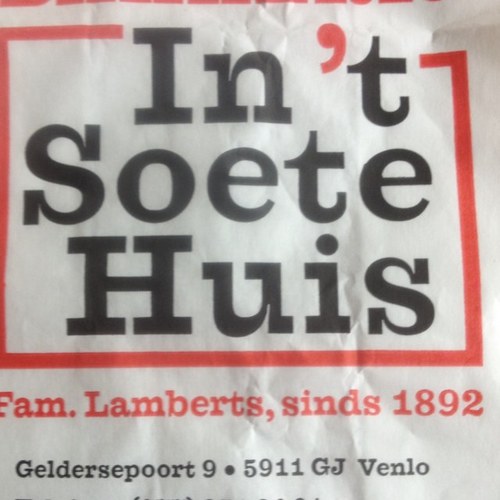 In 't
Soete
Huis
Fam. Lamberts, sinds 1892
Geldersepoort 9 • 5911 GJ Venlo